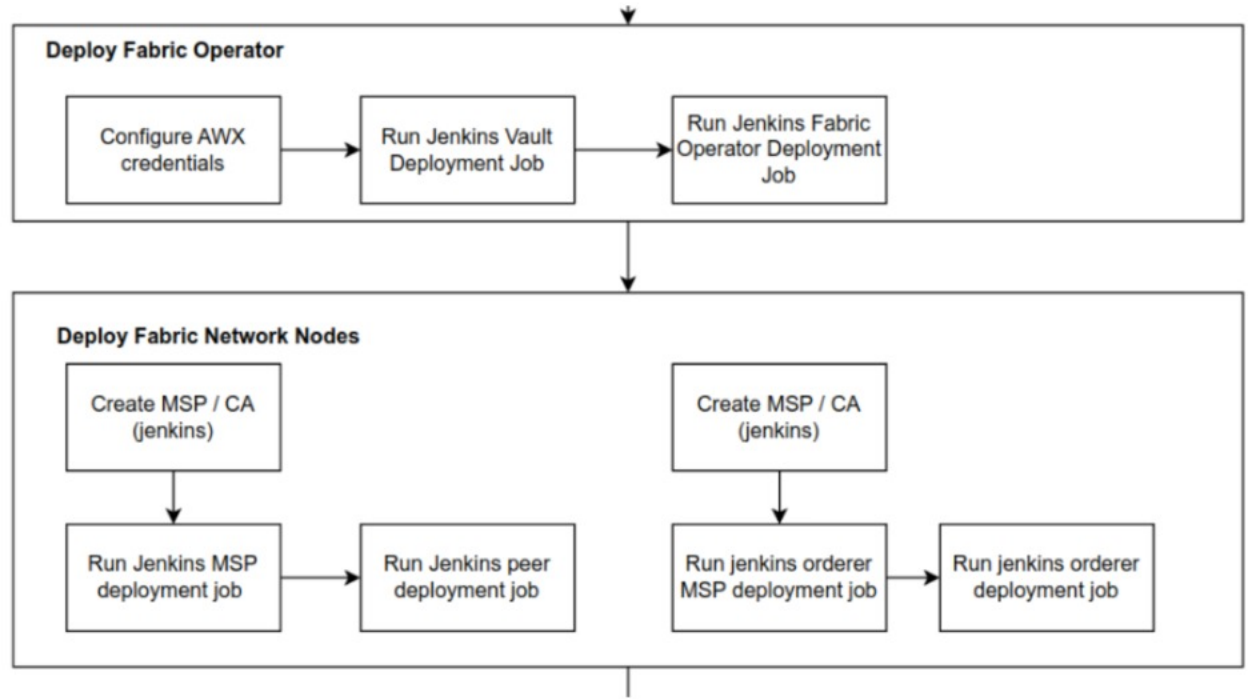 Deploy Fabric Operator
Configure AWX
credentials
Run Jenkins Vault
Deployment Job
Run Jenkins Fabric
Operator Deployment
Job
Deploy Fabric Network Nodes
Create MSP / CA
(jenkins)
Run Jenkins MSP
deployment job
Run Jenkins peer
deployment job
Create MSP / CA
(jenkins)
Run jenkins orderer
MSP deployment job
Run jenkins orderer
deployment job